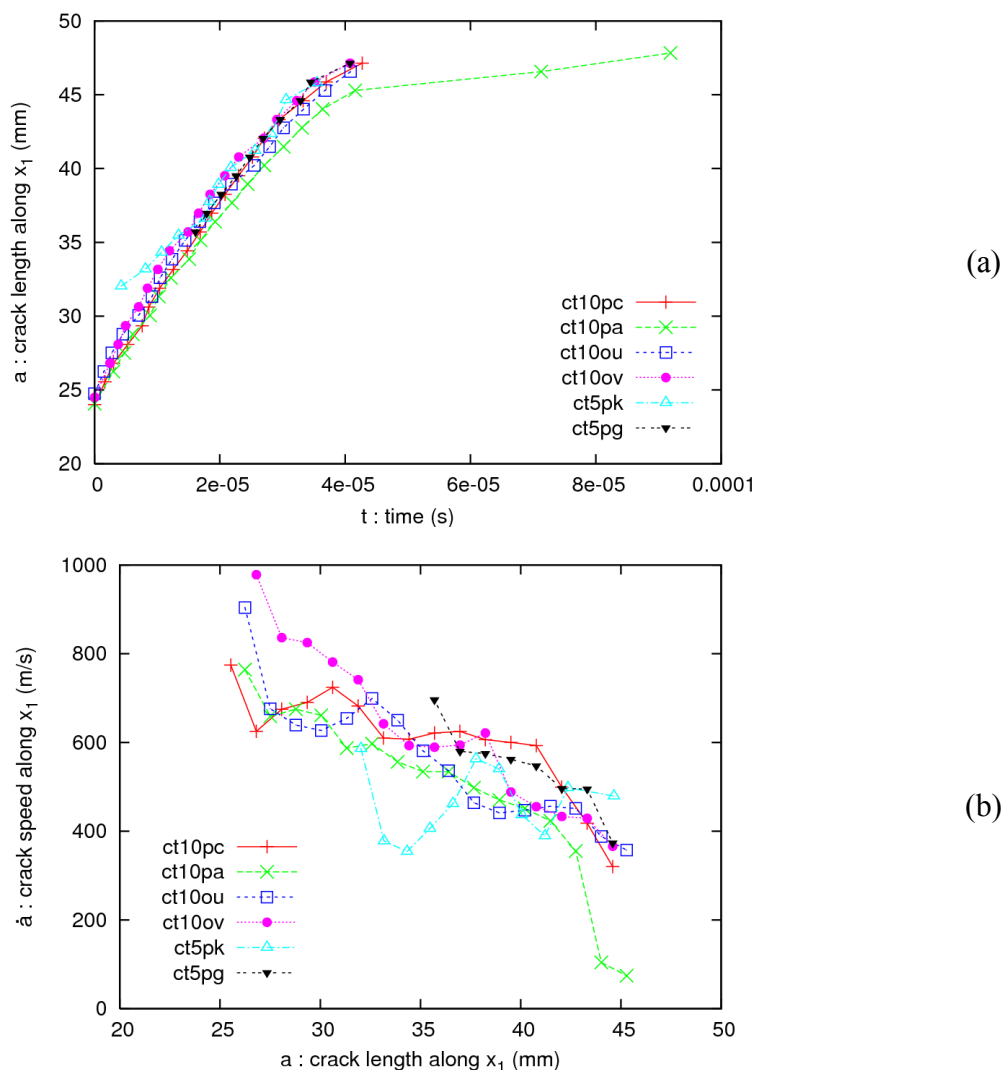 50
45
40
35
30
25
20
0
2e-05
4e-05
6e-05
8e-05
0.0001
a : crack length along x₁ (mm)
t : time (s)
ct10pc
ct10pa
ct10ou
ct10ov
ct5pk
ct5pg
(a)
1000
800
600
400
200
0
20
25
30
35
40
45
50
ȧ : crack speed along x₁ (m/s)
a : crack length along x₁ (mm)
ct10pc
ct10pa
ct10ou
ct10ov
ct5pk
ct5pg
(b)